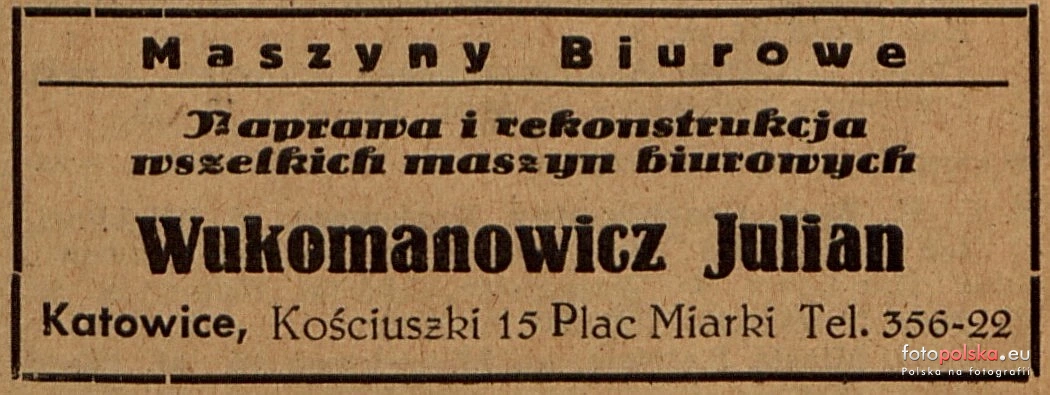 Maszyny Biurowe
Naprawa i rekonstrukcja
wszelkich maszyn biurowych
Wukomanowicz Julian
Katowice, Kościuszki 15 Plac Miarki Tel. 356-22
fotopolska.eu
Polska na fotografii